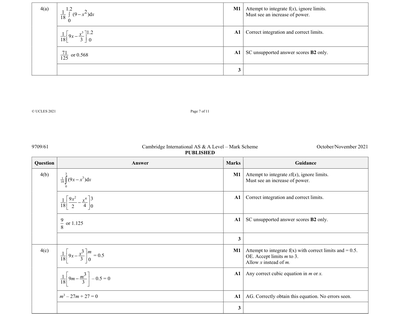 4(a)
1/18 ∫₀^1.2 (9 – x²)dx
M1 Attempt to integrate f(x), ignore limits.
Must see an increase of power.
1/18 [9x – x³/3]₀^1.2
A1 Correct integration and correct limits.
71/125 or 0.568
A1 SC unsupported answer scores B2 only.
3
© UCLES 2021 Page 7 of 11
9709/61 Cambridge International AS & A Level – Mark Scheme October/November 2021
PUBLISHED
Question Answer Marks Guidance
4(b)
1/18 ∫₀³ (9x – x³)dx
M1 Attempt to integrate xf(x), ignore limits.
Must see an increase of power.
1/18 [9x²/2 – x⁴/4]₀³
A1 Correct integration and correct limits.
9/8 or 1.125
A1 SC unsupported answer scores B2 only.
3
4(c)
1/18 [9x – x³/3]₀^m = 0.5
M1 Attempt to integrate f(x) with correct limits and = 0.5.
OE. Accept limits m to 3.
Allow x instead of m.
1/18 [9m – m³/3] – 0.5 = 0
A1 Any correct cubic equation in m or x.
m³ – 27m + 27 = 0
A1 AG. Correctly obtain this equation. No errors seen.
3